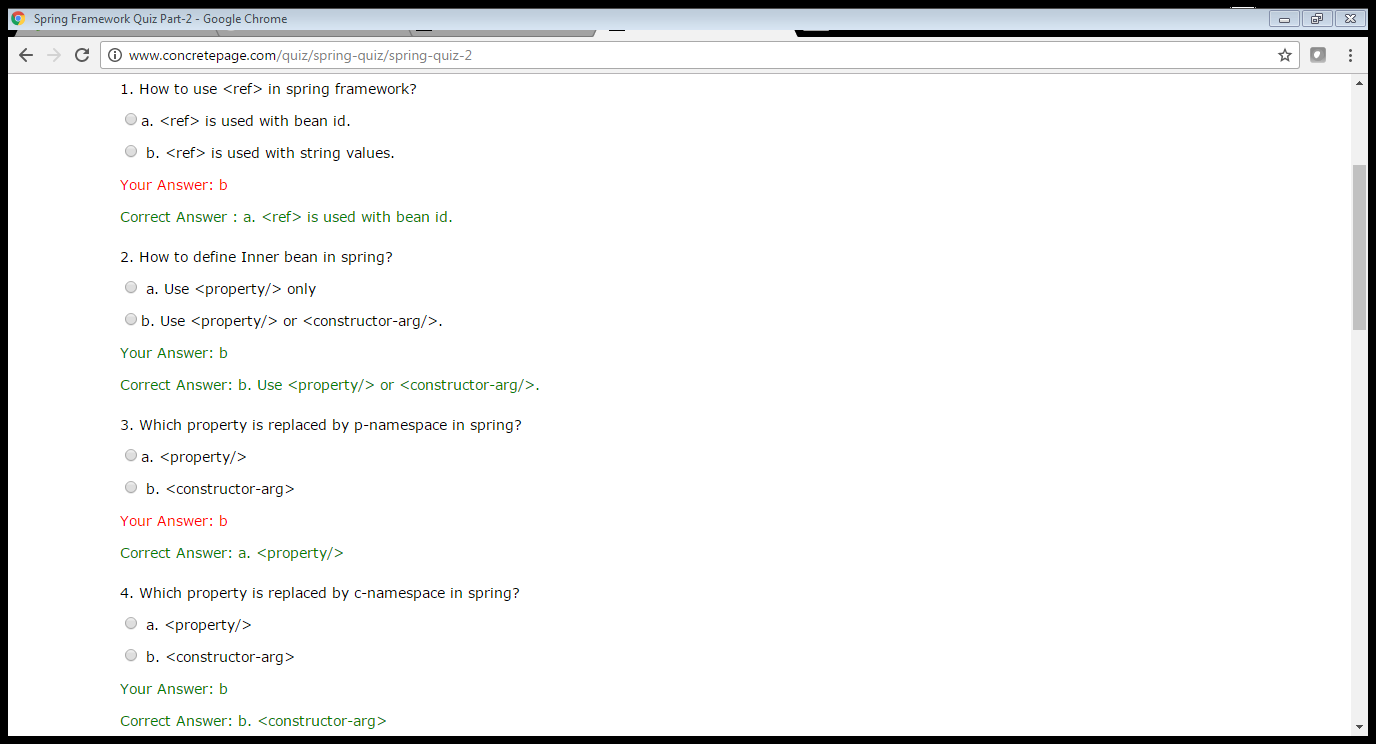 Spring Framework Quiz Part-2 - Google Chrome
www.concretepage.com/quiz/spring-quiz/spring-quiz-2
1. How to use <ref> in spring framework?
a. <ref> is used with bean id.
b. <ref> is used with string values.
Your Answer: b
Correct Answer : a. <ref> is used with bean id.
2. How to define Inner bean in spring?
a. Use <property/> only
b. Use <property/> or <constructor-arg/>.
Your Answer: b
Correct Answer: b. Use <property/> or <constructor-arg/>.
3. Which property is replaced by p-namespace in spring?
a. <property/>
b. <constructor-arg>
Your Answer: b
Correct Answer: a. <property/>
4. Which property is replaced by c-namespace in spring?
a. <property/>
b. <constructor-arg>
Your Answer: b
Correct Answer: b. <constructor-arg>